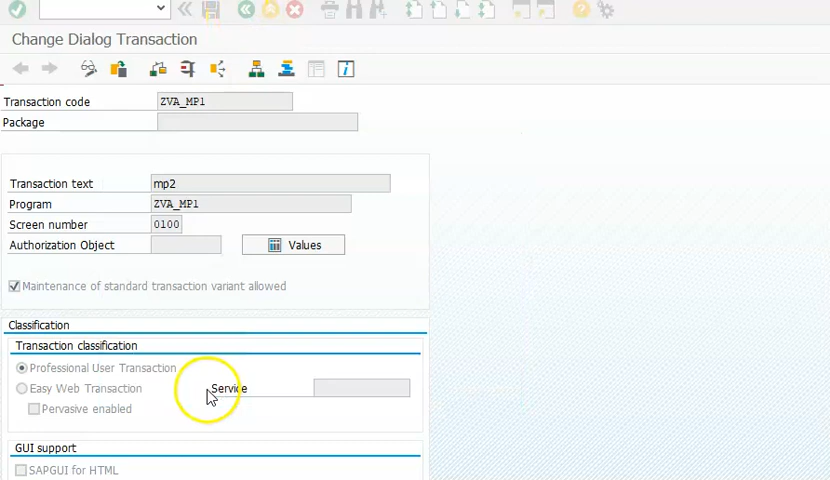 Change Dialog Transaction
Transaction code ZVA_MP1
Package
Transaction text mp2
Program ZVA_MP1
Screen number 0100
Authorization Object Values
Maintenance of standard transaction variant allowed
Classification
Transaction classification
Professional User Transaction
Easy Web Transaction Service
Pervasive enabled
GUI support
SAPGUI for HTML